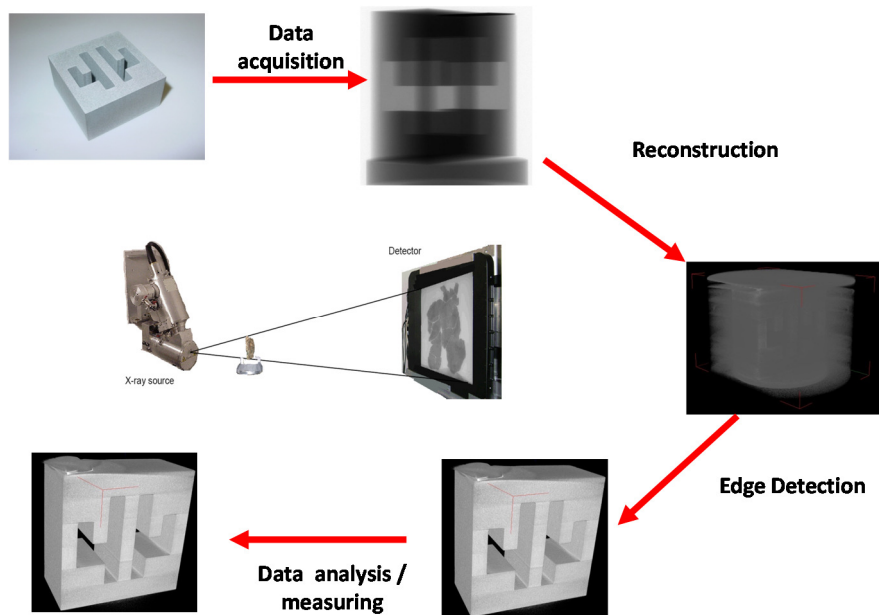 Data
acquisition
Reconstruction
Detector
X-ray source
Edge Detection
Data analysis /
measuring